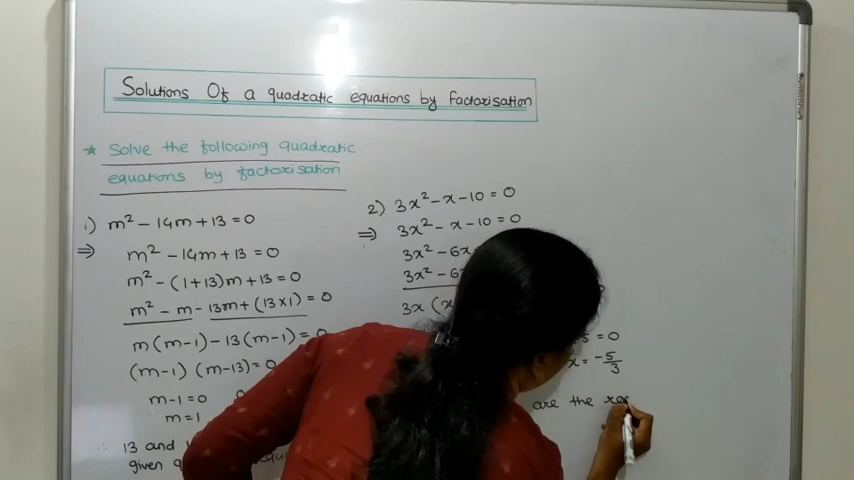 Solutions Of a quadratic equations by factorisation
* Solve the following quadratic
equations by factorisation
1) m² - 14m + 13 = 0
⇒ m² - 14m + 13 = 0
m² - (1+13)m + 13 = 0
m² - m - 13m + (13×1) = 0
m(m-1) - 13(m-1) = 0
(m-1) (m-13) = 0
m-1 = 0
m = 1
∴ 13 and
given
2) 3x² - x - 10 = 0
⇒ 3x² - x - 10 = 0
3x² - 6x
3x² - 6
3x (x
5 = 0
x = -5/3
are the